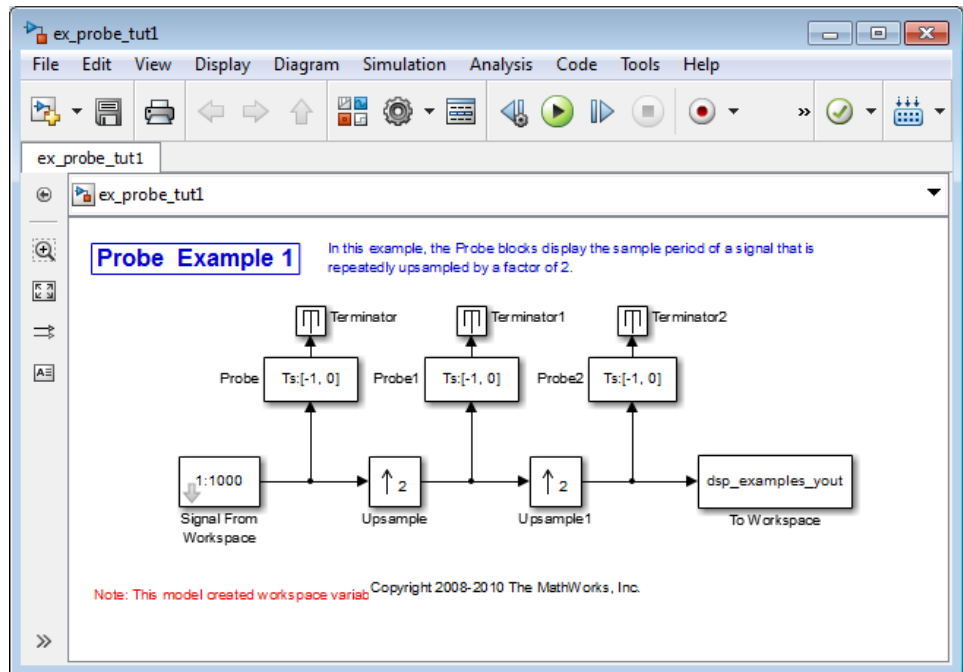 ex_probe_tut1
File Edit View Display Diagram Simulation Analysis Code Tools Help
»
ex_probe_tut1
ex_probe_tut1
Probe Example 1
In this example, the Probe blocks display the sample period of a signal that is
repeatedly upsampled by a factor of 2.
Terminator Terminator1 Terminator2
Probe Ts:[-1, 0] Probe1 Ts:[-1, 0] Probe2 Ts:[-1, 0]
1:1000 2 2 dsp_examples_yout
Signal From Upsample Upsample1 To Workspace
Workspace
Note: This model created workspace variab Copyright 2008-2010 The MathWorks, Inc.
»